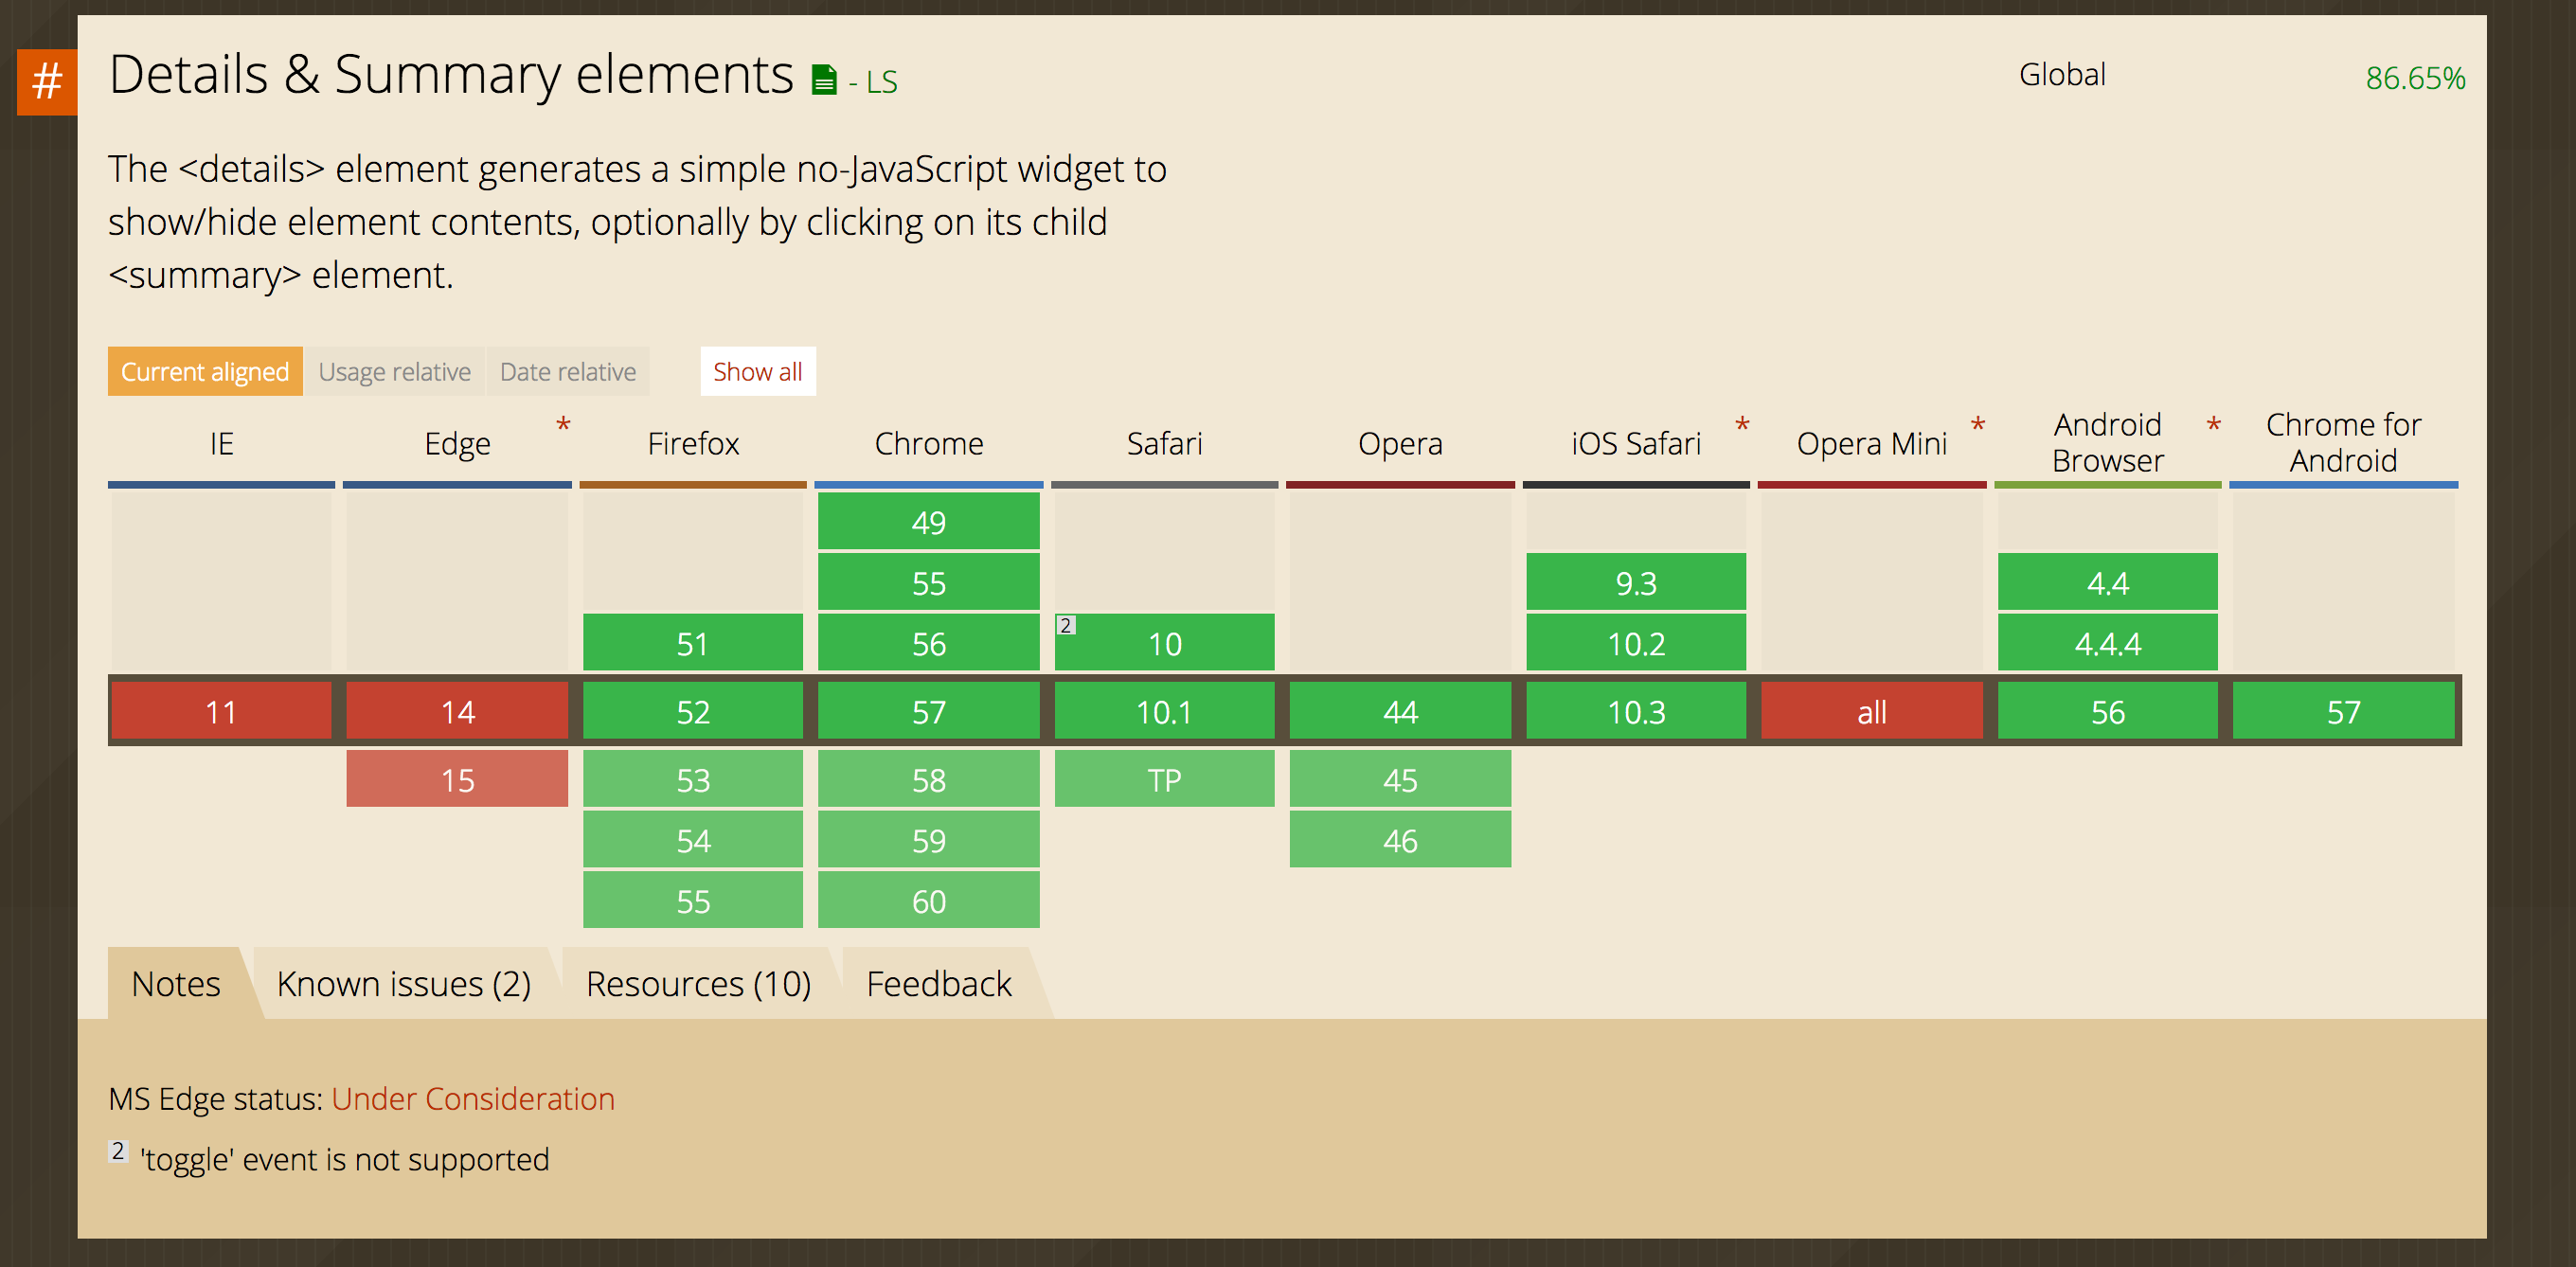 #
Details & Summary elements - LS
Global 86.65%
The <details> element generates a simple no-JavaScript widget to
show/hide element contents, optionally by clicking on its child
<summary> element.
Current aligned Usage relative Date relative Show all
IE Edge * Firefox Chrome Safari Opera iOS Safari * Opera Mini * Android Browser * Chrome for Android
49
55 9.3 4.4
51 56 2 10 10.2 4.4.4
11 14 52 57 10.1 44 10.3 all 56 57
15 53 58 TP 45
54 59 46
55 60
Notes Known issues (2) Resources (10) Feedback
MS Edge status: Under Consideration
2 'toggle' event is not supported